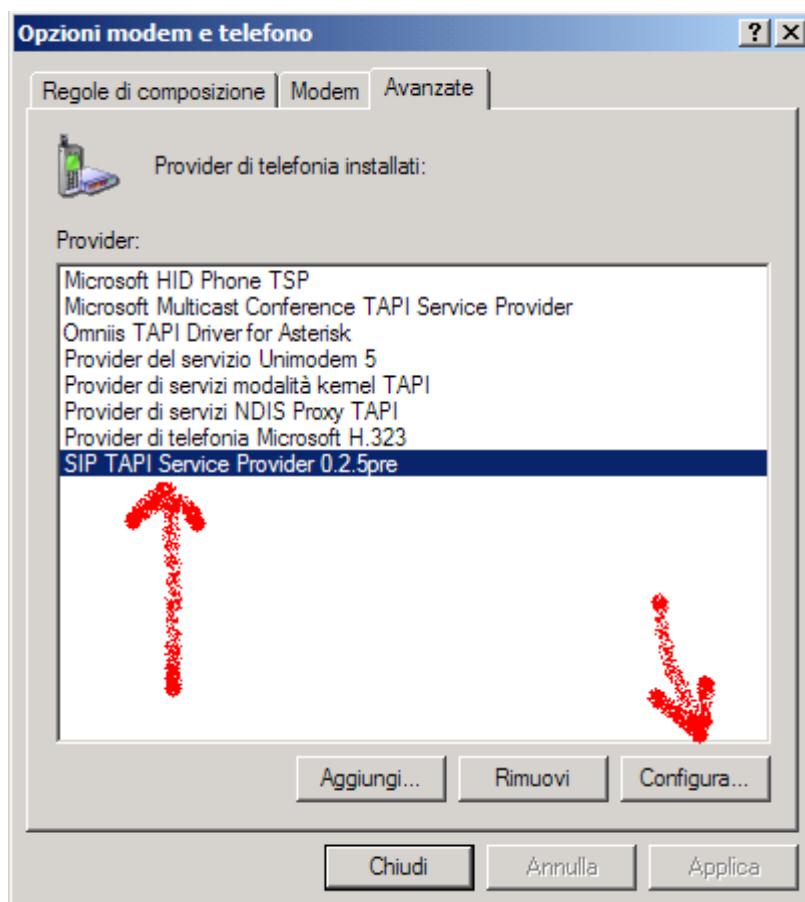 Opzioni modem e telefono
Regole di composizione Modem Avanzate
Provider di telefonia installati:
Provider:
Microsoft HID Phone TSP
Microsoft Multicast Conference TAPI Service Provider
Omniis TAPI Driver for Asterisk
Provider del servizio Unimodem 5
Provider di servizi modalità kernel TAPI
Provider di servizi NDIS Proxy TAPI
Provider di telefonia Microsoft H.323
SIP TAPI Service Provider 0.2.5pre
Aggiungi... Rimuovi Configura...
Chiudi Annulla Applica